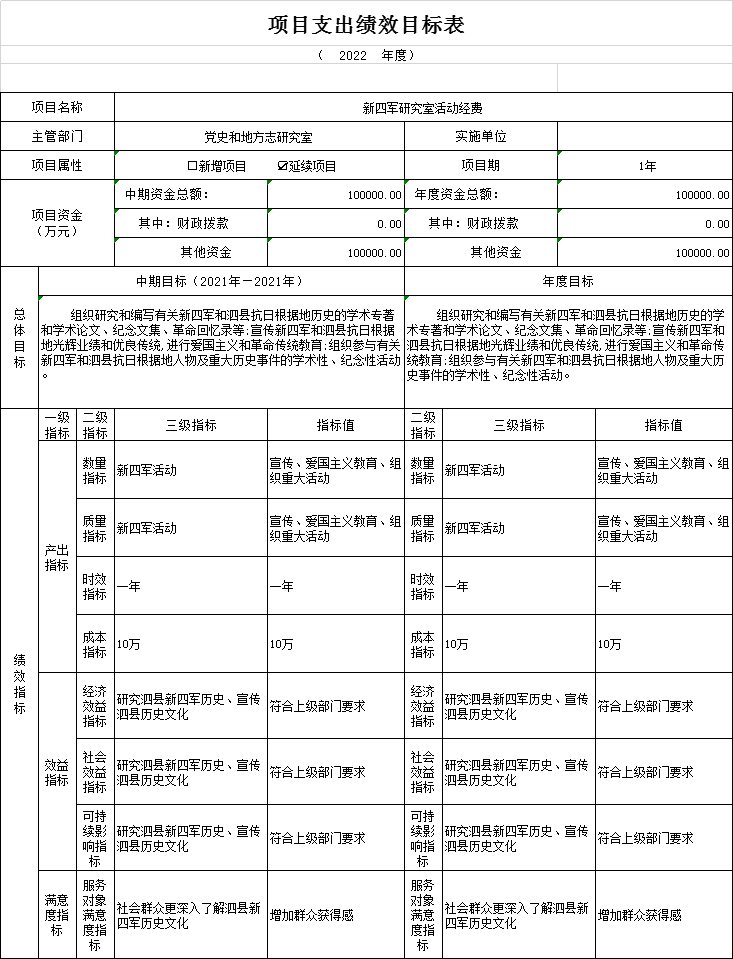 项目支出绩效目标表
（ 2022 年度）
项目名称 新四军研究室活动经费
主管部门 党史和地方志研究室 实施单位
项目属性 □新增项目 ☑延续项目 项目期 1年
项目资金
（万元）
中期资金总额： 100000.00 年度资金总额： 100000.00
其中：财政拨款 0.00 其中：财政拨款 0.00
其他资金 100000.00 其他资金 100000.00
总体目标
中期目标（2021年－2021年） 年度目标
组织研究和编写有关新四军和泗县抗日根据地历史的学术专著
和学术论文、纪念文集、革命回忆录等;宣传新四军和泗县抗日根据
地光辉业绩和优良传统,进行爱国主义和革命传统教育;组织参与有关
新四军和泗县抗日根据地人物及重大历史事件的学术性、纪念性活动
。
组织研究和编写有关新四军和泗县抗日根据地历史的学
术专著和学术论文、纪念文集、革命回忆录等;宣传新四军和
泗县抗日根据地光辉业绩和优良传统,进行爱国主义和革命传
统教育;组织参与有关新四军和泗县抗日根据地人物及重大历
史事件的学术性、纪念性活动。
绩效指标
一级指标 二级指标 三级指标 指标值 二级指标 三级指标 指标值
产出指标
数量指标 新四军活动 宣传、爱国主义教育、组织重大活动 数量指标 新四军活动 宣传、爱国主义教育、组织重大活动
质量指标 新四军活动 宣传、爱国主义教育、组织重大活动 质量指标 新四军活动 宣传、爱国主义教育、组织重大活动
时效指标 一年 一年 时效指标 一年 一年
成本指标 10万 10万 成本指标 10万 10万
效益指标
经济效益指标 研究泗县新四军历史、宣传泗县历史文化 符合上级部门要求 经济效益指标 研究泗县新四军历史、宣传泗县历史文化 符合上级部门要求
社会效益指标 研究泗县新四军历史、宣传泗县历史文化 符合上级部门要求 社会效益指标 研究泗县新四军历史、宣传泗县历史文化 符合上级部门要求
可持续影响指标 研究泗县新四军历史、宣传泗县历史文化 符合上级部门要求 可持续影响指标 研究泗县新四军历史、宣传泗县历史文化 符合上级部门要求
满意度指标
服务对象满意度指标 社会群众更深入了解泗县新四军历史文化 增加群众获得感 服务对象满意度指标 社会群众更深入了解泗县新四军历史文化 增加群众获得感